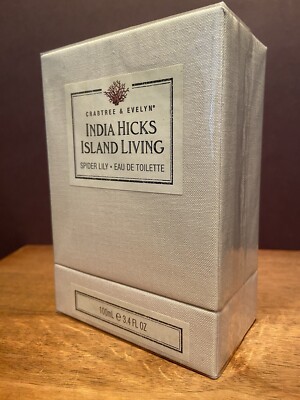 CRABTREE & EVELYN®
INDIA HICKS
ISLAND LIVING
SPIDER LILY • EAU DE TOILETTE
100mL ℮ 3.4 FL OZ